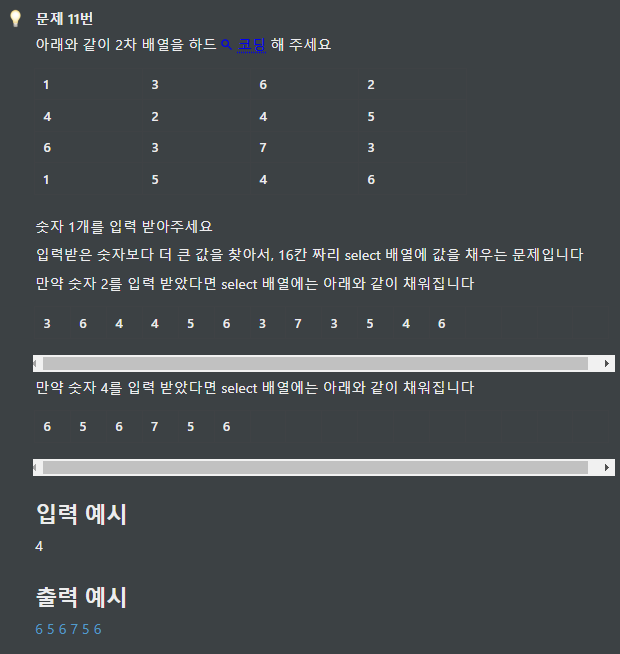 문제 11번
아래와 같이 2차 배열을 하드 코딩 해 주세요
1 3 6 2
4 2 4 5
6 3 7 3
1 5 4 6
숫자 1개를 입력 받아주세요
입력받은 숫자보다 더 큰 값을 찾아서, 16칸 짜리 select 배열에 값을 채우는 문제입니다
만약 숫자 2를 입력 받았다면 select 배열에는 아래와 같이 채워집니다
3 6 4 4 5 6 3 7 3 5 4 6
만약 숫자 4를 입력 받았다면 select 배열에는 아래와 같이 채워집니다
6 5 6 7 5 6
입력 예시
4
출력 예시
6 5 6 7 5 6